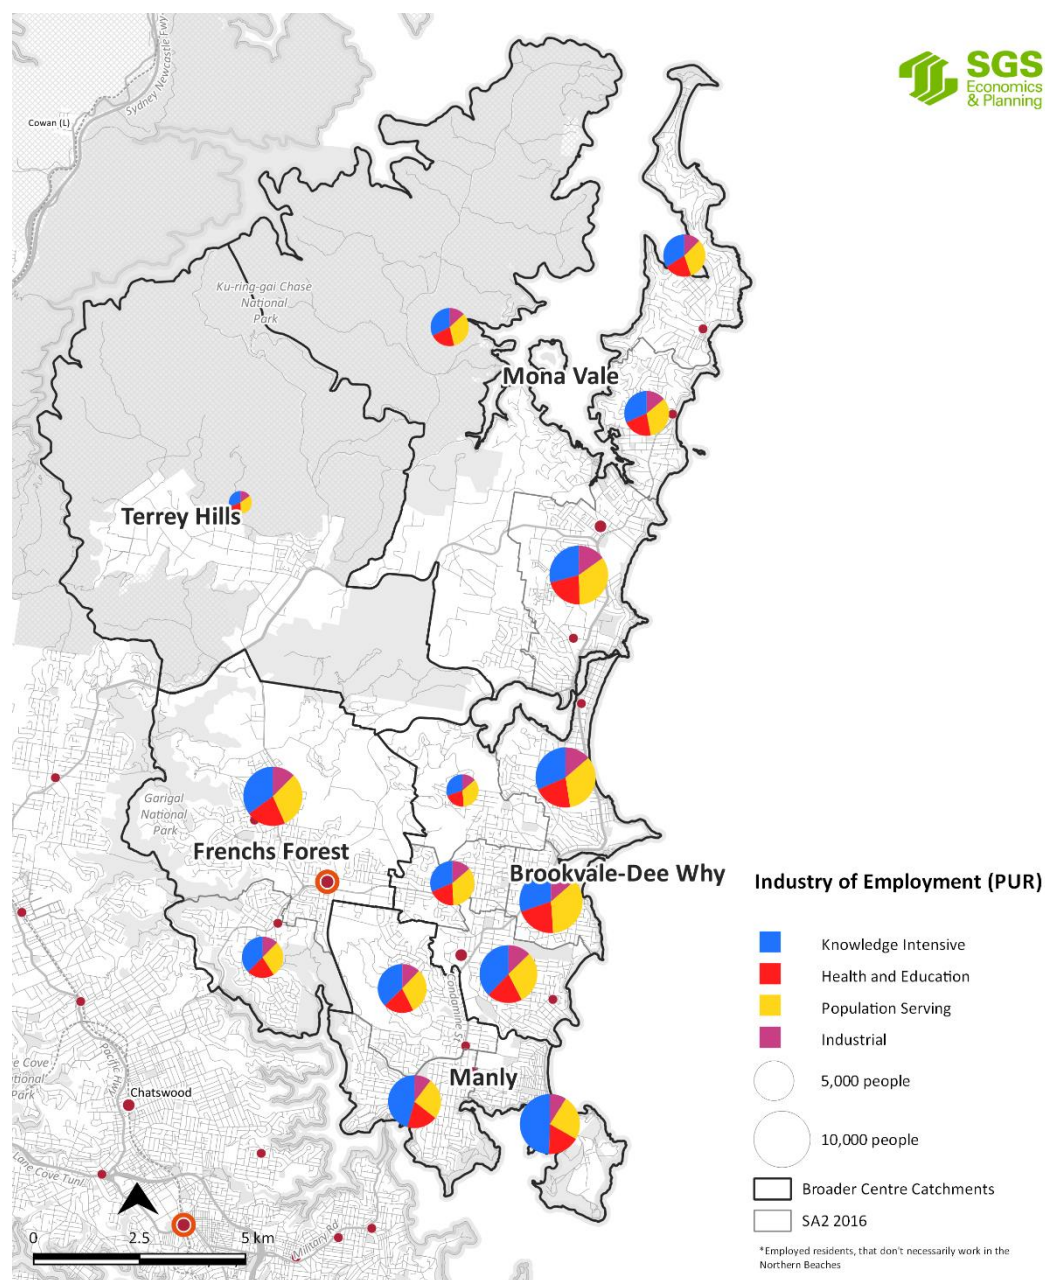 SGS
Economics
& Planning
Sydney Newcastle Fwy
Cowan (L)
Ku-ring-gai Chase
National
Park
Mona Vale
Terrey Hills
Garigal
National
Park
Frenchs Forest
Brookvale-Dee Why
Condamine St
Manly
Pacific Hwy
Chatswood
e Cove
tional
Park
Lane Cove Tunl
Military Rd
0 2.5 5 km
Industry of Employment (PUR)
Knowledge Intensive
Health and Education
Population Serving
Industrial
5,000 people
10,000 people
Broader Centre Catchments
SA2 2016
*Employed residents, that don't necessarily work in the
Northern Beaches